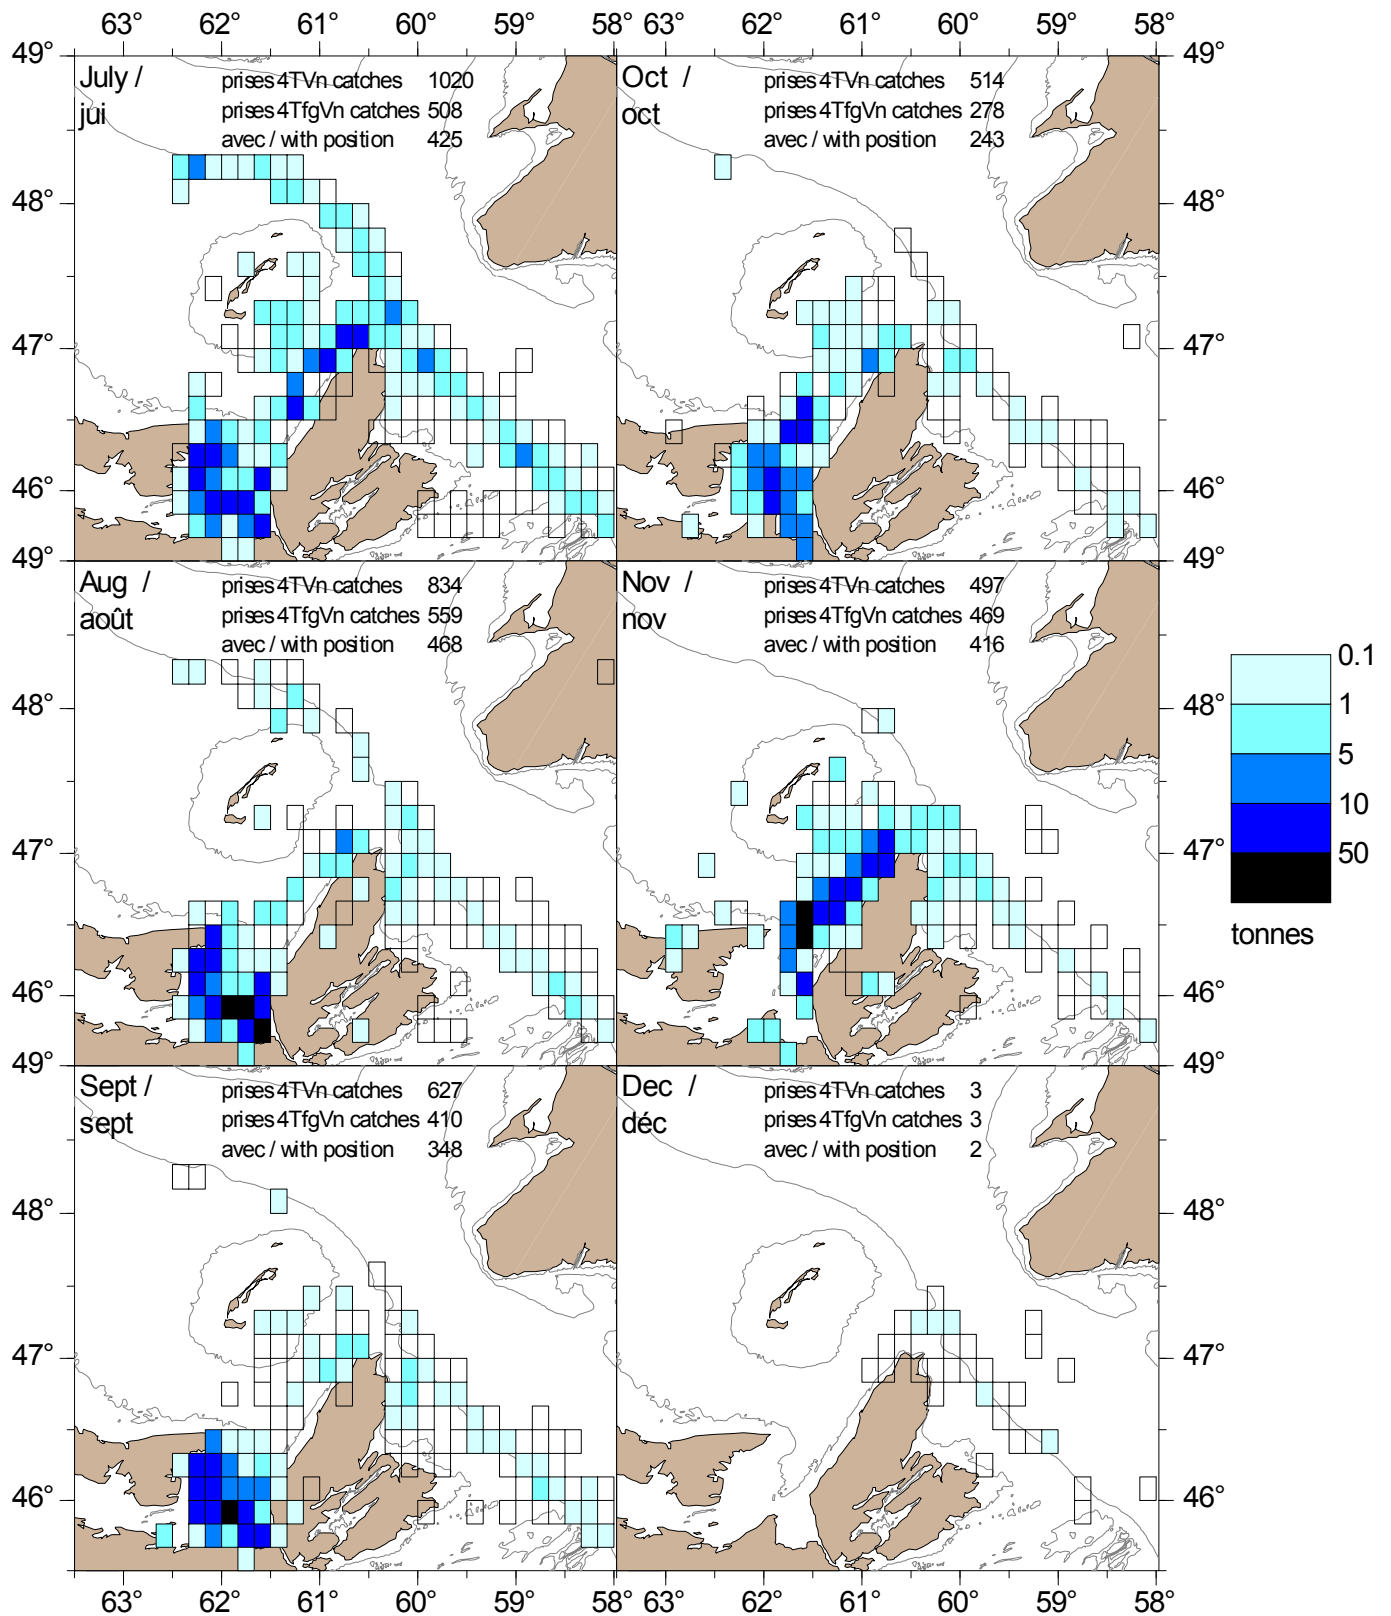 63° 62° 61° 60° 59° 58° 63° 62° 61° 60° 59° 58°
49° 49°
July / jui
prises 4TVn catches 1020
prises 4TfgVn catches 508
avec / with position 425
Oct / oct
prises 4TVn catches 514
prises 4TfgVn catches 278
avec / with position 243
48° 48°
47° 47°
46° 46°
49° 49°
Aug / août
prises 4TVn catches 834
prises 4TfgVn catches 559
avec / with position 468
Nov / nov
prises 4TVn catches 497
prises 4TfgVn catches 469
avec / with position 416
48° 48°
47° 47°
46° 46°
49° 49°
0.1
1
5
10
50
tonnes
Sept / sept
prises 4TVn catches 627
prises 4TfgVn catches 410
avec / with position 348
Dec / déc
prises 4TVn catches 3
prises 4TfgVn catches 3
avec / with position 2
48° 48°
47° 47°
46° 46°
63° 62° 61° 60° 59° 58° 63° 62° 61° 60° 59° 58°